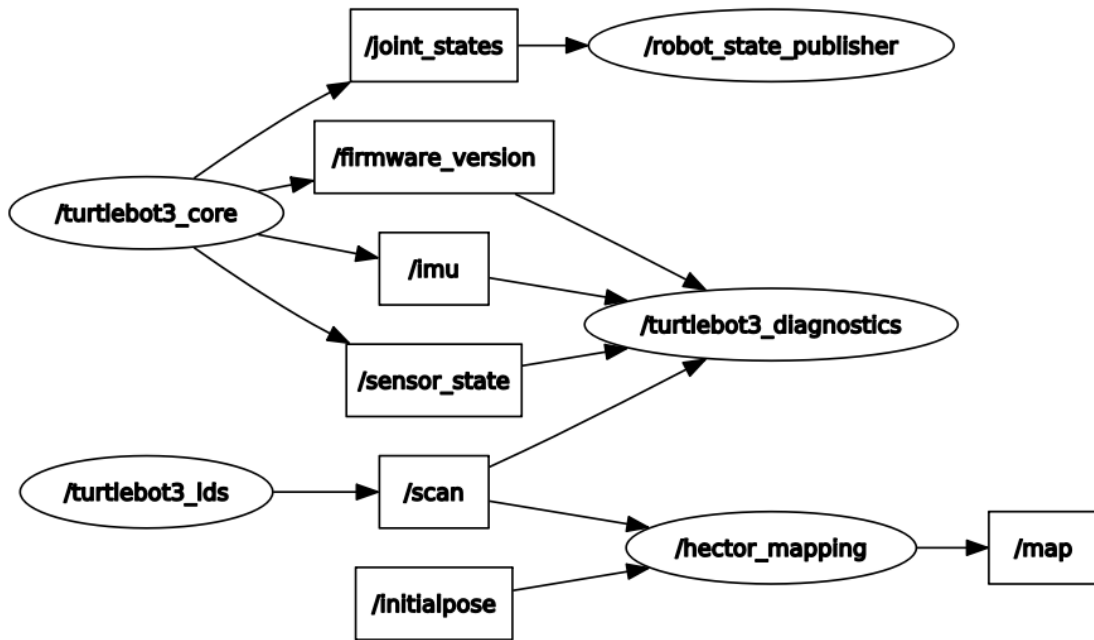 /joint_states
/robot_state_publisher
/firmware_version
/turtlebot3_core
/imu
/turtlebot3_diagnostics
/sensor_state
/turtlebot3_lds
/scan
/hector_mapping
/map
/initialpose